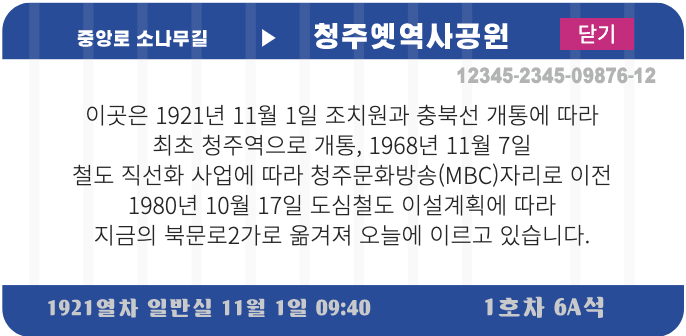 중앙로 소나무길 ▶ 청주옛역사공원 닫기
12345-2345-09876-12
이곳은 1921년 11월 1일 조치원과 충북선 개통에 따라
최초 청주역으로 개통, 1968년 11월 7일
철도 직선화 사업에 따라 청주문화방송(MBC)자리로 이전
1980년 10월 17일 도심철도 이설계획에 따라
지금의 북문로2가로 옮겨져 오늘에 이르고 있습니다.
1921열차 일반실 11월 1일 09:40 1호차 6A석